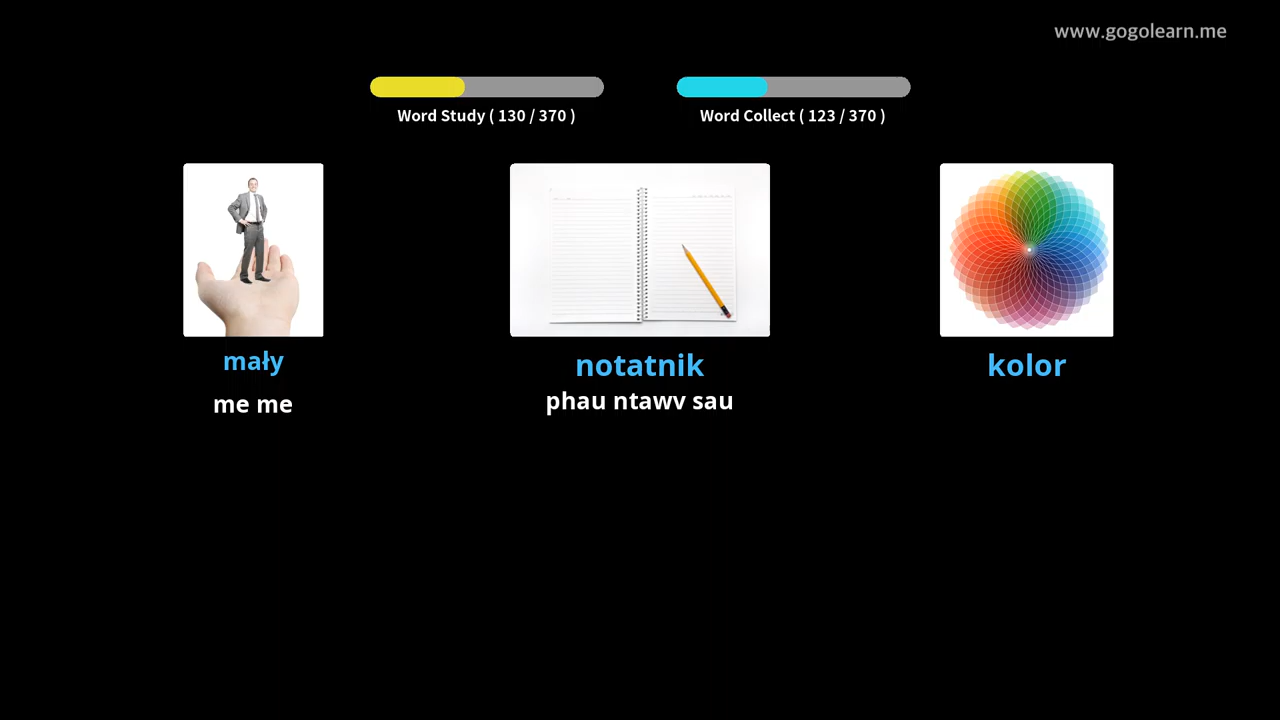 www.gogolearn.me
Word Study ( 130 / 370 )
Word Collect ( 123 / 370 )
mały
me me
notatnik
phau ntawv sau
kolor